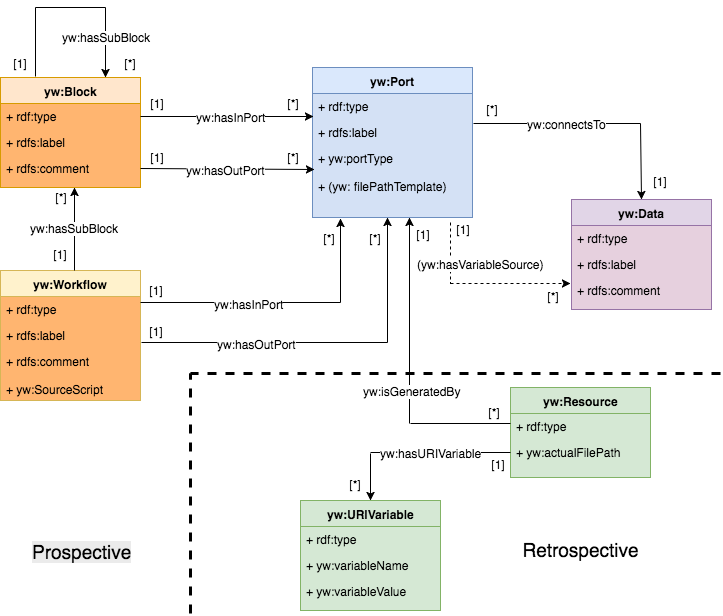 yw:hasSubBlock
[1]
[*]
yw:Block
+ rdf:type
+ rdfs:label
+ rdfs:comment
[1]
yw:hasInPort
[*]
[1]
yw:hasOutPort
[*]
yw:Port
+ rdf:type
+ rdfs:label
+ yw:portType
+ (yw: filePathTemplate)
[*]
yw:connectsTo
[1]
yw:Data
+ rdf:type
+ rdfs:label
+ rdfs:comment
[*]
yw:hasSubBlock
[1]
yw:Workflow
+ rdf:type
+ rdfs:label
+ rdfs:comment
+ yw:SourceScript
[1]
yw:hasInPort
[*]
[1]
yw:hasOutPort
[*]
[1]
[1]
(yw:hasVariableSource)
[*]
yw:isGeneratedBy
[*]
yw:Resource
+ rdf:type
+ yw:actualFilePath
yw:hasURIVariable
[1]
[*]
yw:URIVariable
+ rdf:type
+ yw:variableName
+ yw:variableValue
Prospective
Retrospective